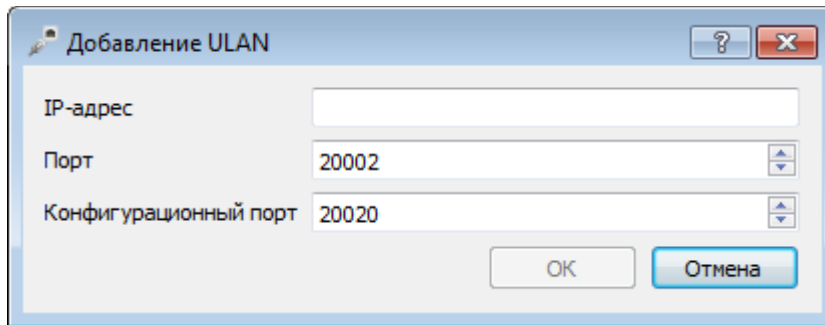 Добавление ULAN
IP-адрес
Порт 20002
Конфигурационный порт 20020
OK Отмена